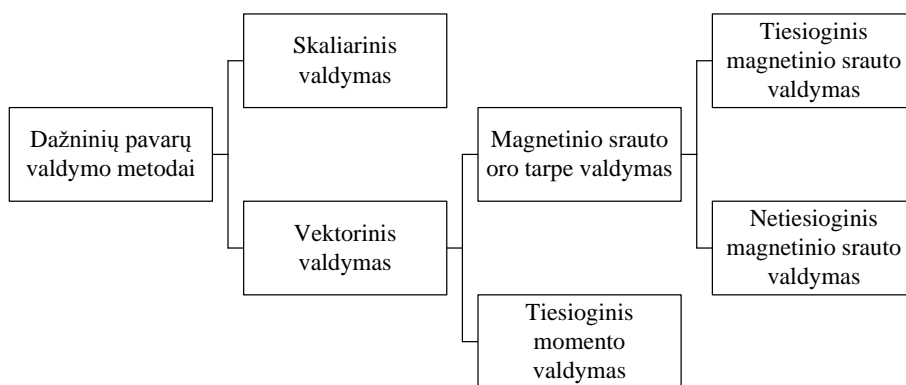 Dažninių pavarų
valdymo metodai
Skaliarinis
valdymas
Vektorinis
valdymas
Magnetinio srauto
oro tarpe valdymas
Tiesioginis
momento
valdymas
Tiesioginis
magnetinio srauto
valdymas
Netiesioginis
magnetinio srauto
valdymas